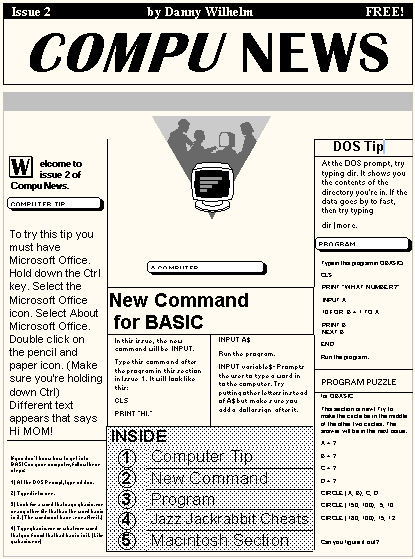 Issue 2 by Danny Wilhelm FREE!
COMPU NEWS
Welcome to
issue 2 of
Compu News.
COMPUTER TIP
To try this tip you
must have
Microsoft Office.
Hold down the Ctrl
key. Select the
Microsoft Office
icon. Select About
Microsoft Office.
Double click on
the pencil and
paper icon. (Make
sure you're holding
down Ctrl)
Different text
appears that says
Hi MOM!
A COMPUTER
New Command
for BASIC
In this issue, the new
command will be INPUT.
Type this command after
the program in this section
in Issue 1. It will look like
this:
CLS
PRINT "HI."
INPUT A$
Run the program.
INPUT variable$= Prompts
the user to type a word in
to the computer. Try
putting other letters instead
of A$ but make sure you
add a dollar sign after it.
INSIDE
1 Computer Tip
2 New Command
3 Program
4 Jazz Jackrabbit Cheats
5 Macintosh Section
DOS Tip
At the DOS prompt, try
typing dir. It shows you
the contents of the
directory you're in. If the
data goes by to fast,
then try typing
dir | more.
PROGRAM
Type in this program in QBASIC:
CLS
PRINT "WHAT NUMBER?"
INPUT A
10 FOR B = 1 TO A
PRINT B
NEXT B
END
Run the program.
PROGRAM PUZZLE
for QBASIC
This section is new! Try to
make the circle be in the middle
of the other two circles. The
answer will be in the next issue.
A = ?
B = ?
C = ?
D = ?
CIRCLE (A, B), C, D
CIRCLE (150, 100), 5, 10
CIRCLE (180, 100), 15, 12
Can you figure it out?